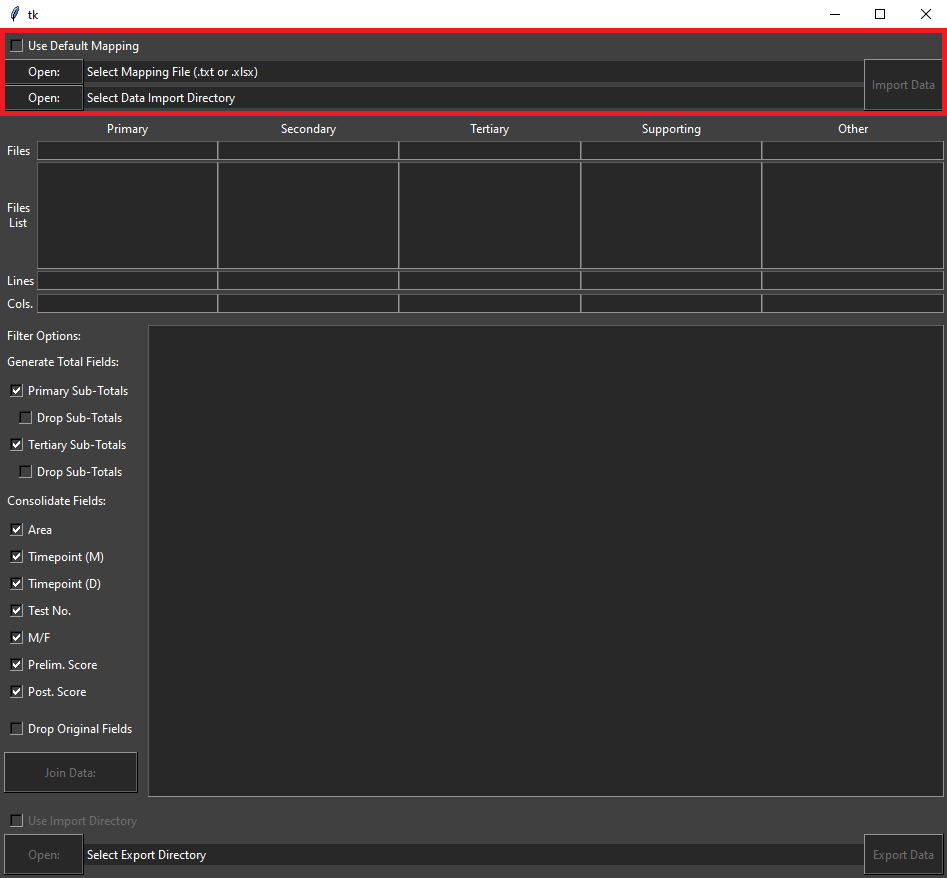 tk
Use Default Mapping
Open: Select Mapping File (.txt or .xlsx)
Import Data
Open: Select Data Import Directory
Primary Secondary Tertiary Supporting Other
Files
Files
List
Lines
Cols.
Filter Options:
Generate Total Fields:
Primary Sub-Totals
Drop Sub-Totals
Tertiary Sub-Totals
Drop Sub-Totals
Consolidate Fields:
Area
Timepoint (M)
Timepoint (D)
Test No.
M/F
Prelim. Score
Post. Score
Drop Original Fields
Join Data:
Use Import Directory
Open: Select Export Directory Export Data